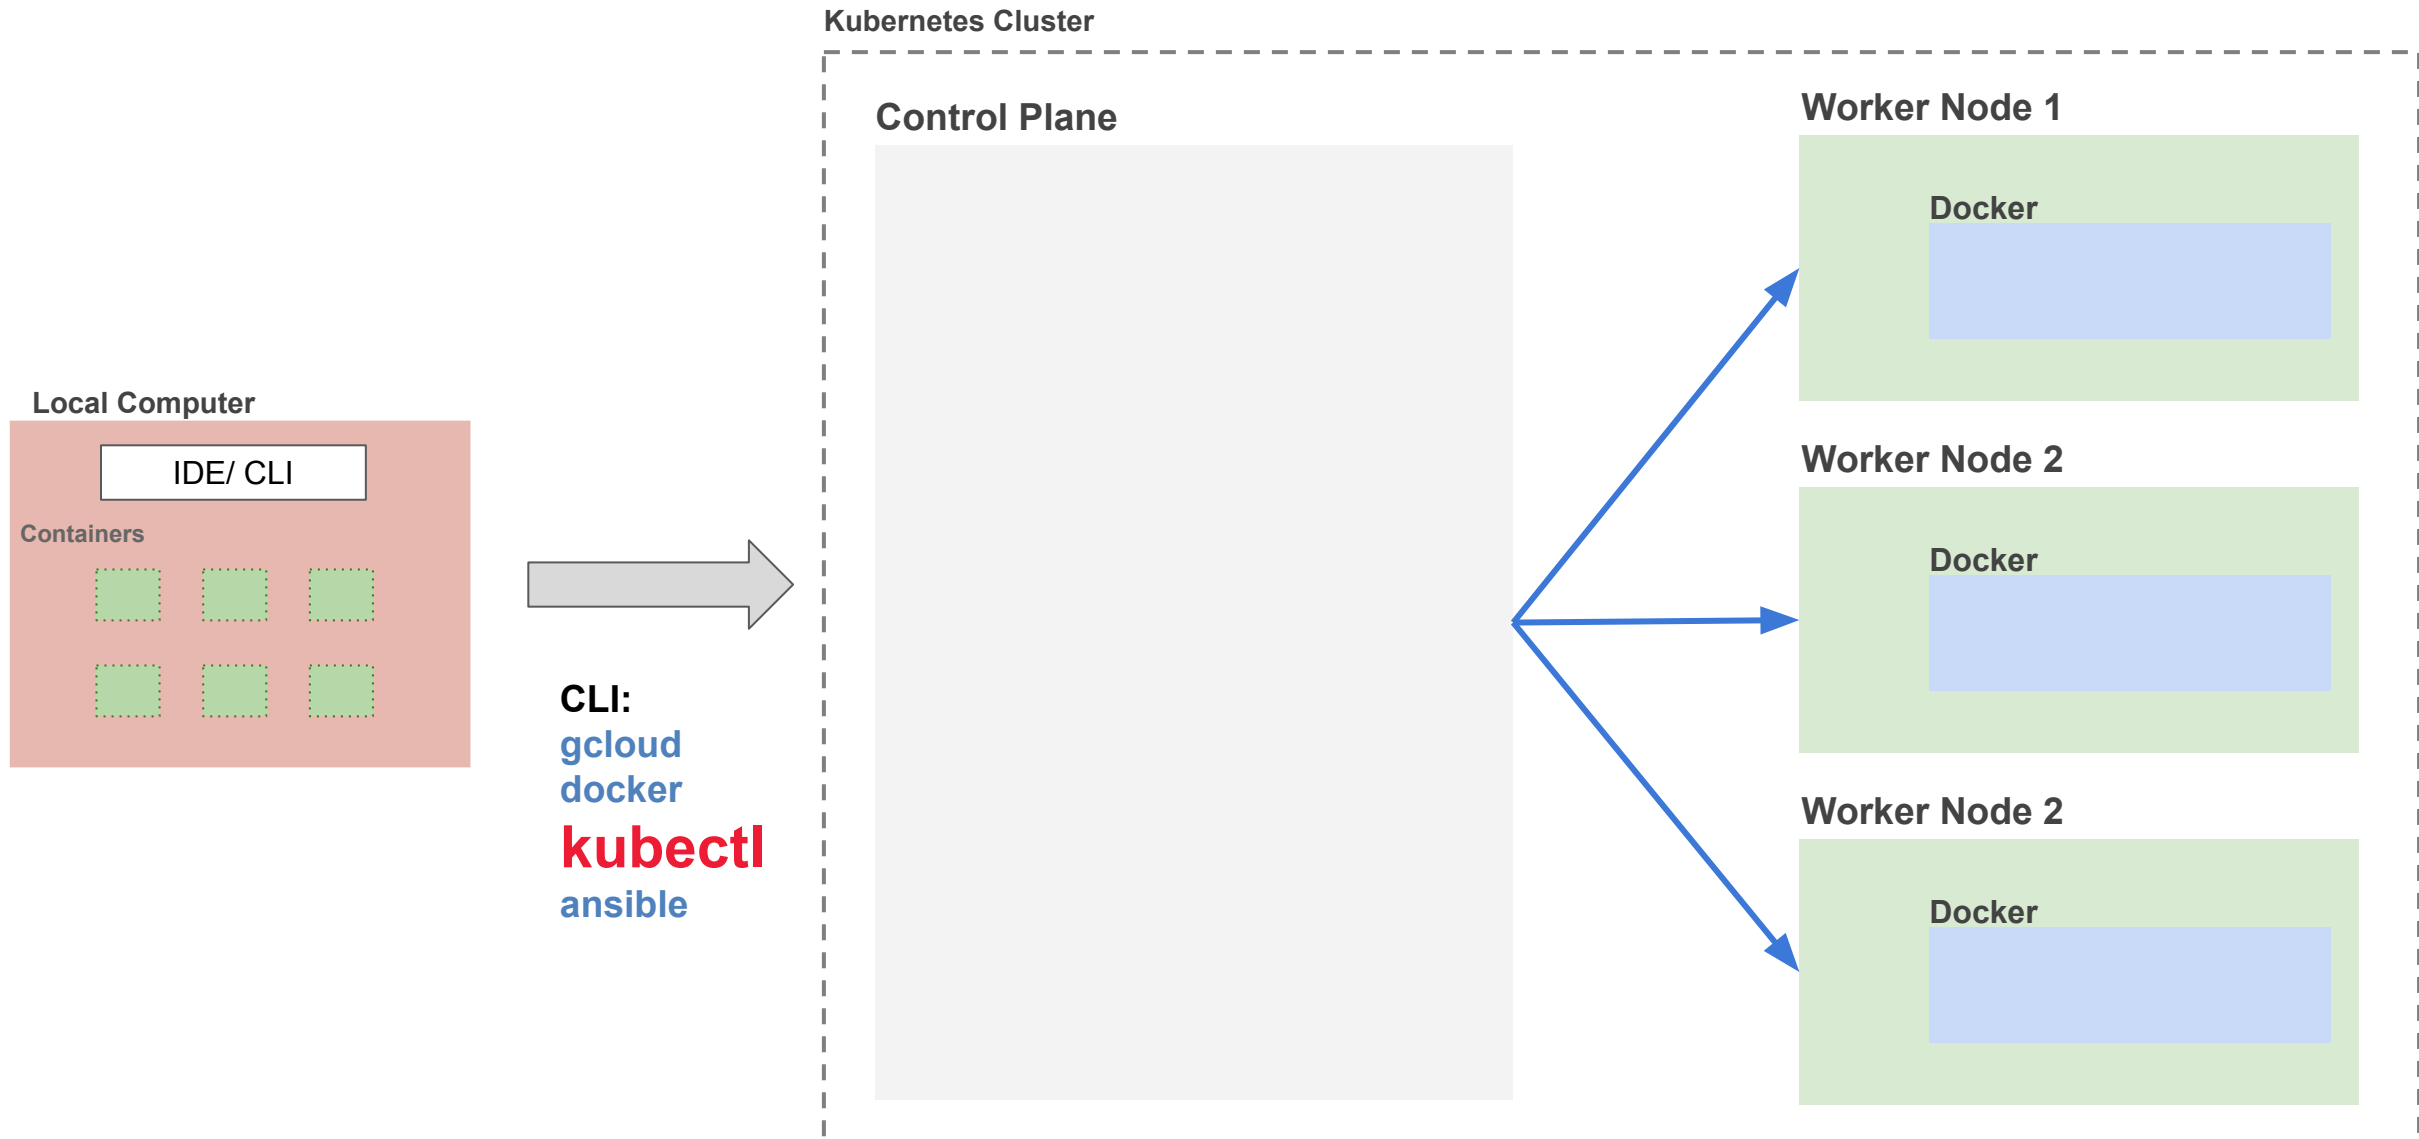 Kubernetes Cluster
Control Plane
Worker Node 1
Docker
Local Computer
IDE/ CLI
Containers
CLI:
gcloud
docker
kubectl
ansible
Worker Node 2
Docker
Worker Node 2
Docker